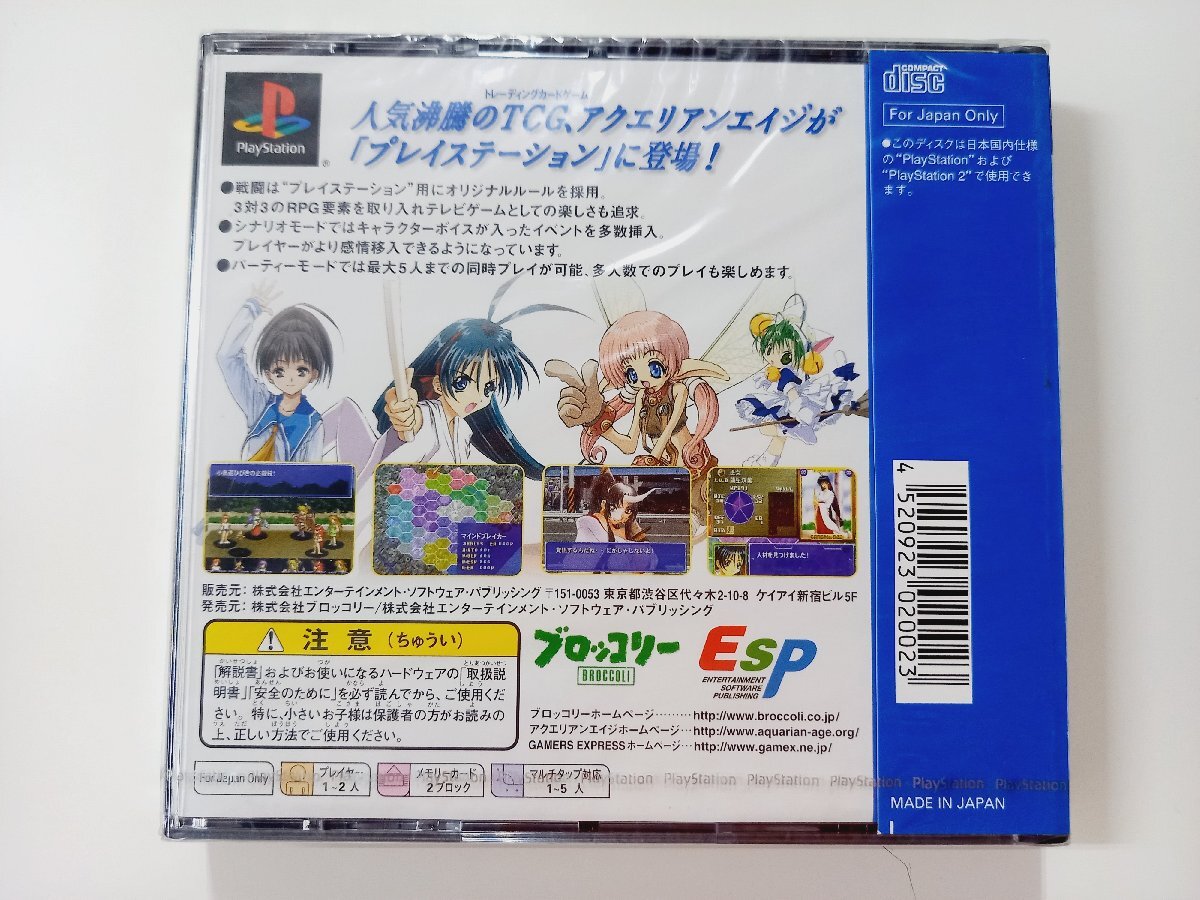 PlayStation
®
トレーディングカードゲーム
人気沸騰のTCG、アクエリアンエイジが
「プレイステーション」に登場！
●戦闘は“プレイステーション”用にオリジナルルールを採用。
3対3のRPG要素を取り入れテレビゲームとしての楽しさも追求。
●シナリオモードではキャラクターボイスが入ったイベントを多数挿入。
プレイヤーがより感情移入できるようになっています。
●パーティーモードでは最大5人までの同時プレイが可能、多人数でのプレイも楽しめます。
COMPACT
disc
For Japan Only
●このディスクは日本国内仕様
の“PlayStation”および
“PlayStation 2”で使用でき
ます。
マインドブレイカー
人材を見つけました！
販売元：株式会社エンターテインメント・ソフトウェア・パブリッシング 〒151-0053 東京都渋谷区代々木2-10-8 ケイアイ新宿ビル5F
発売元：株式会社ブロッコリー/株式会社エンターテインメント・ソフトウェア・パブリッシング
注意（ちゅうい）
「解説書」およびお使いになるハードウェアの「取扱説
明書」「安全のために」を必ず読んでから、ご使用くだ
さい。特に、小さいお子様は保護者の方がお読みの
上、正しい方法でご使用ください。
ブロッコリー
BROCCOLI
ESP
ENTERTAINMENT
SOFTWARE
PUBLISHING
ブロッコリーホームページ………http://www.broccoli.co.jp/
アクエリアンエイジホームページ…http://www.aquarian-age.org/
GAMERS EXPRESSホームページ…http://www.gamex.ne.jp/
For Japan Only
プレイヤー
1~2人
メモリーカード
2ブロック
マルチタップ対応
1~5人
PlayStation PlayStation PlayStation PlayStation PlayStation
4 520923 020023
MADE IN JAPAN